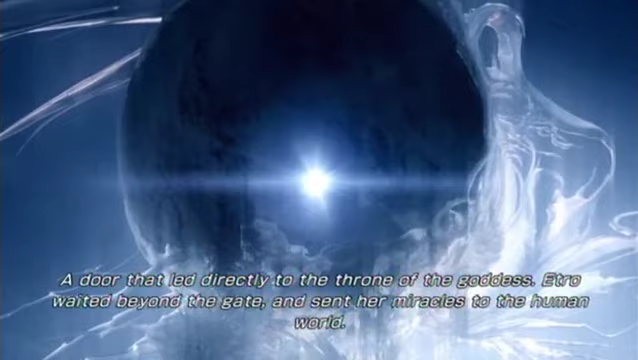 A door that led directly to the throne of the goddess. Etro
waited beyond the gate, and sent her miracles to the human
world.